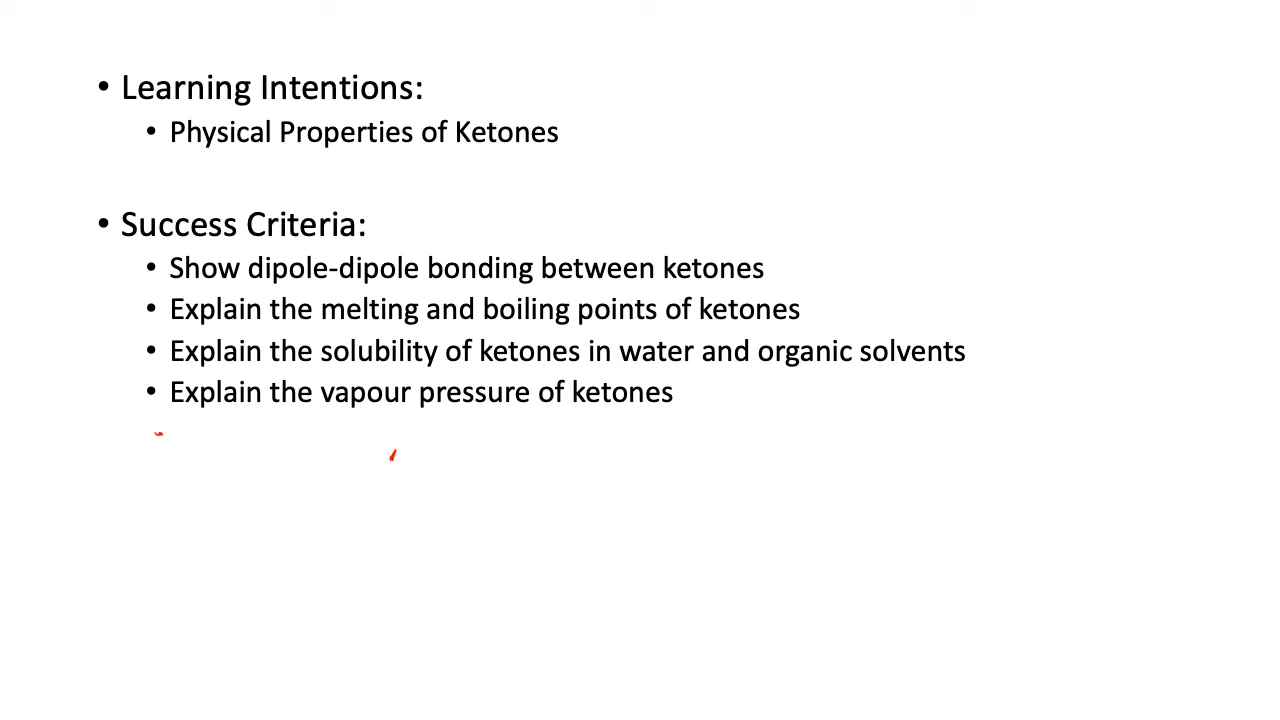 • Learning Intentions:
• Physical Properties of Ketones
• Success Criteria:
• Show dipole-dipole bonding between ketones
• Explain the melting and boiling points of ketones
• Explain the solubility of ketones in water and organic solvents
• Explain the vapour pressure of ketones